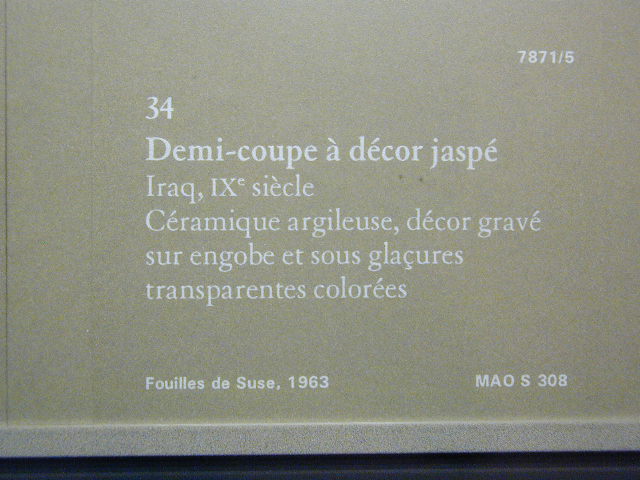 7871/5
34
Demi-coupe à décor jaspé
Iraq, IXe siècle
Céramique argileuse, décor gravé
sur engobe et sous glaçures
transparentes colorées
Fouilles de Suse, 1963
MAO S 308